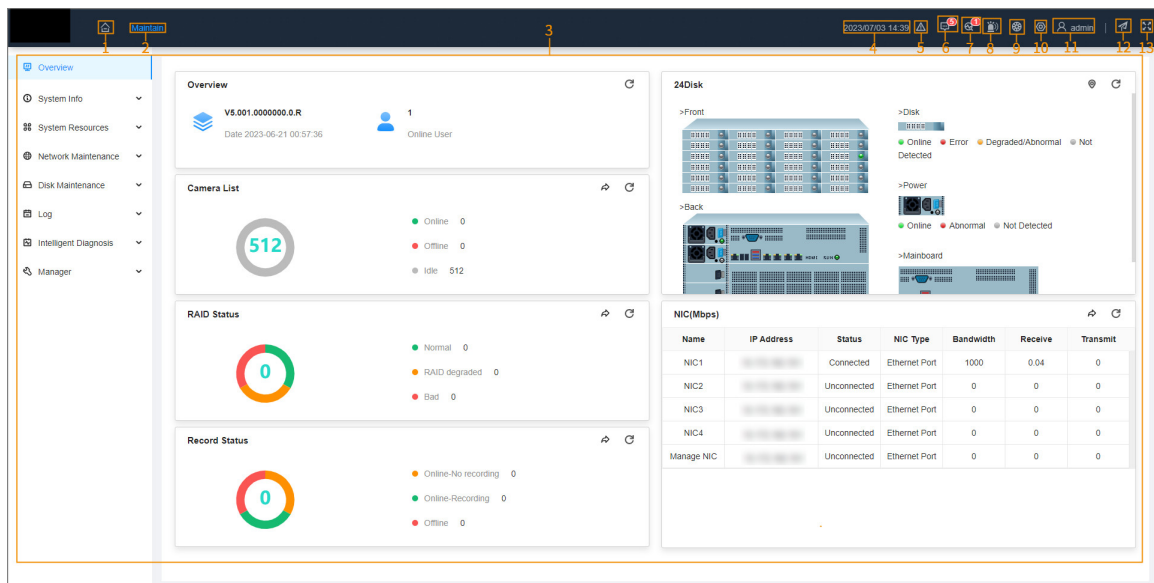 Maintain
2023/07/03 14:39
5
1
admin
1
2
3
4
5
6
7
8
9
10
11
12
13
Overview
System Info
System Resources
Network Maintenance
Disk Maintenance
Log
Intelligent Diagnosis
Manager
Overview
V5.001.0000000.0.R
Date 2023-06-21 00:57:36
1
Online User
Camera List
512
Online 0
Offline 0
Idle 512
RAID Status
0
Normal 0
RAID degraded 0
Bad 0
Record Status
0
Online-No recording 0
Online-Recording 0
Offline 0
24Disk
>Front
>Back
HDMI
>Disk
Online Error Degraded/Abnormal Not
Detected
>Power
Online Abnormal Not Detected
>Mainboard
NIC(Mbps)
Name IP Address Status NIC Type Bandwidth Receive Transmit
NIC1 Connected Ethernet Port 1000 0.04 0
NIC2 Unconnected Ethernet Port 0 0 0
NIC3 Unconnected Ethernet Port 0 0 0
NIC4 Unconnected Ethernet Port 0 0 0
Manage NIC Unconnected Ethernet Port 0 0 0